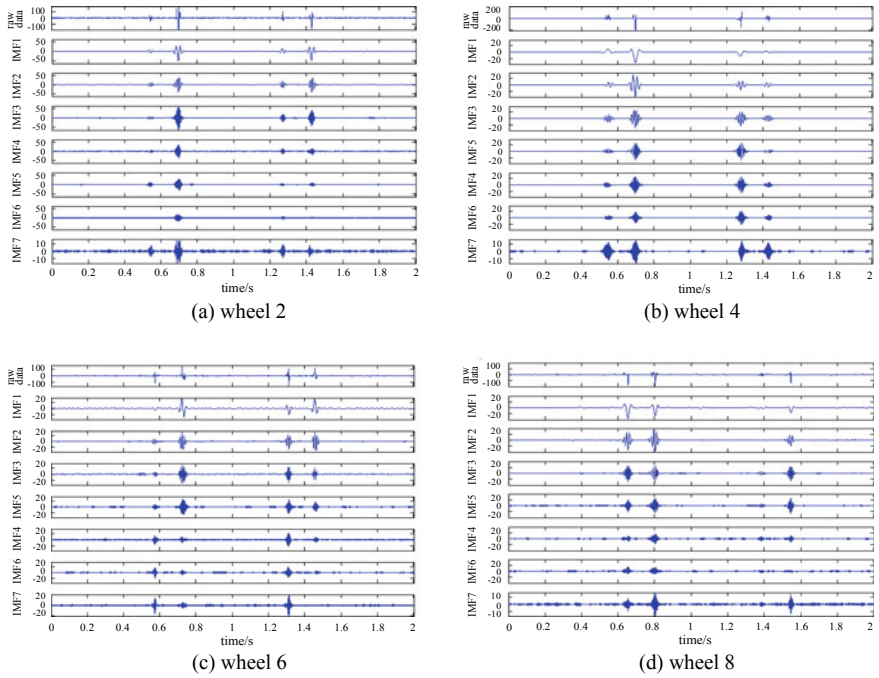 raw
data
100
0
-100
IMF1
50
0
-50
IMF2
50
0
-50
IMF3
50
0
-50
IMF4
50
0
-50
IMF5
50
0
-50
IMF6
50
0
-50
IMF7
10
0
-10
0 0.2 0.4 0.6 0.8 1 1.2 1.4 1.6 1.8 2
time/s
(a) wheel 2
raw
data
200
0
-200
IMF1
20
0
-20
IMF2
20
0
-20
IMF3
20
0
-20
IMF5
20
0
-20
IMF4
20
0
-20
IMF6
20
0
-20
IMF7
10
0
-10
0 0.2 0.4 0.6 0.8 1 1.2 1.4 1.6 1.8 2
time/s
(b) wheel 4
raw
data
100
0
-100
IMF1
20
0
-20
IMF2
20
0
-20
IMF3
20
0
-20
IMF5
20
0
-20
IMF4
20
0
-20
IMF6
20
0
-20
IMF7
20
0
-20
0 0.2 0.4 0.6 0.8 1 1.2 1.4 1.6 1.8 2
time/s
(c) wheel 6
raw
data
100
0
-100
IMF1
20
0
-20
IMF2
20
0
-20
IMF3
20
0
-20
IMF5
20
0
-20
IMF4
20
0
-20
IMF6
20
0
-20
IMF7
10
0
-10
0 0.2 0.4 0.6 0.8 1 1.2 1.4 1.6 1.8 2
time/s
(d) wheel 8